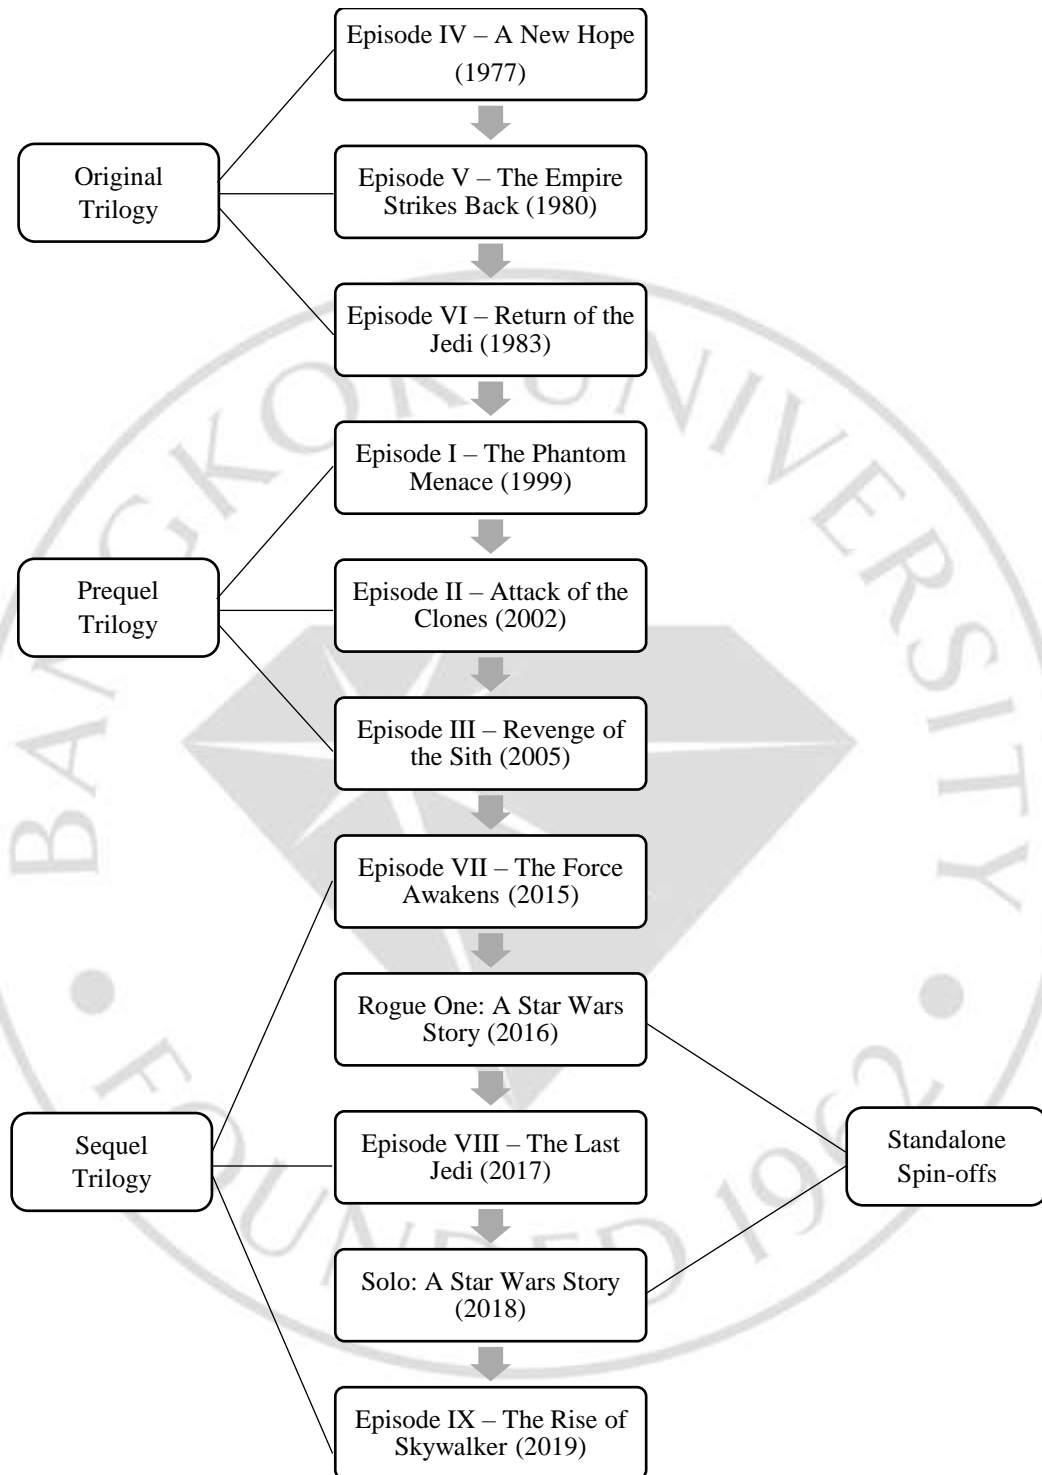 Episode IV – A New Hope
(1977)
Original
Trilogy
Episode V – The Empire
Strikes Back (1980)
Episode VI – Return of the
Jedi (1983)
Episode I – The Phantom
Menace (1999)
Prequel
Trilogy
Episode II – Attack of the
Clones (2002)
Episode III – Revenge of
the Sith (2005)
Episode VII – The Force
Awakens (2015)
Rogue One: A Star Wars
Story (2016)
Sequel
Trilogy
Episode VIII – The Last
Jedi (2017)
Standalone
Spin-offs
Solo: A Star Wars Story
(2018)
Episode IX – The Rise of
Skywalker (2019)
BANGKOK UNIVERSITY
FOUNDED 1962